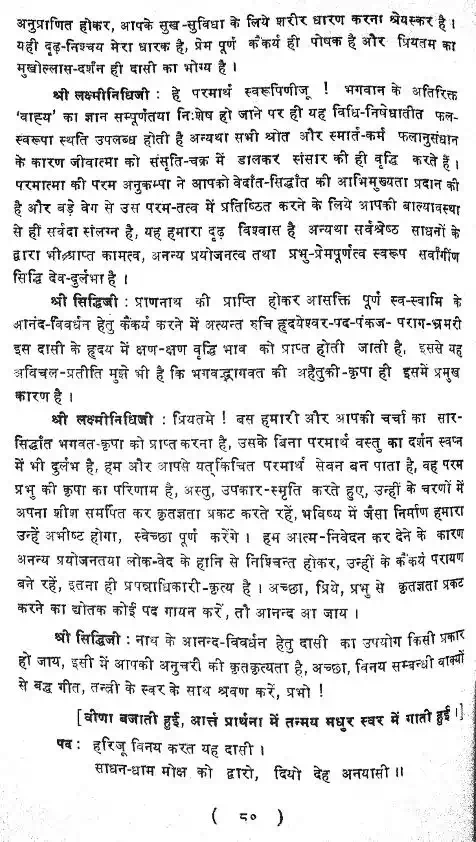 अनुप्राणित होकर, आपके सुख-सुविधा के लिये शरीर धारण करना श्रेयस्कर है ।
यही दृढ़-निश्चय मेरा धारक है, प्रेम पूर्ण कैंकर्य ही पोषक है और प्रियतम का
मुखोल्लास-दर्शन ही दासी का भोग्य है ।
श्री लक्ष्मीनिधिजी : हे परमार्थ स्वरूपिणीजू ! भगवान के अतिरिक्त
'वाह्य' का ज्ञान सम्पूर्णतया निःशेष हो जाने पर ही यह विधि-निषेधातीत फल-
स्वरूपा स्थति उपलब्ध होती है अन्यथा सभी श्रोत और स्मार्त-कर्म फलानुसंधान
के कारण जीवात्मा को संसृति-चक्र में डालकर संसार की ही वृद्धि करते हैं ।
परमात्मा की परम अनुकम्पा ने आपको वेदांत-सिद्धांत की आभिमुख्यता प्रदान की
है और बड़े वेग से उस परम-तत्व में प्रतिष्ठित करने के लिये आपकी बाल्यावस्था
से ही सर्वदा संलग्न है, यह हमारा दृढ़ विश्वास है अन्यथा सर्वश्रेष्ठ साधनों के
द्वारा भी प्राप्त कामत्व, अनन्य प्रयोजनत्व तथा प्रभु-प्रेमपूर्णत्व स्वरूप सर्वांगीण
सिद्धि देव-दुर्लभा है ।
श्री सिद्धिजी : प्राणनाथ की प्राप्ति होकर आसक्ति पूर्ण स्व-स्वामि के
आनंद-विवर्धन हेतु कैंकर्य करने में अत्यन्त रुचि हृदयेश्वर-पद-पंकज-पराग-भ्रमरी
इस दासी के हृदय में क्षण-क्षण वृद्धि भाव को प्राप्त होती जाती है, इससे यह
अविचल-प्रतीति मुझे भी है कि भगवद्भागवत की अहैतुकी-कृपा ही इसमें प्रमुख
कारण है ।
श्री लक्ष्मीनिधिजी : प्रियतमे ! बस हमारी और आपकी चर्चा का सार-
सिद्धांत भगवत-कृपा को प्राप्त करना है, उसके बिना परमार्थ वस्तु का दर्शन स्वप्न
में भी दुर्लभ है, हम और आपसे यत्किंचित परमार्थ सेवन बन पाता है, वह परम
प्रभु की कृपा का परिणाम है, अस्तु, उपकार-स्मृति करते हुए, उन्हीं के चरणों में
अपना शीश समर्पित कर कृतज्ञता प्रकट करते रहें, भविष्य में जैसा निर्माण हमारा
उन्हें अभीष्ट होगा, स्वेच्छा पूर्ण करेंगे । हम आत्म-निवेदन कर देने के कारण
अनन्य प्रयोजनतया लोक-वेद के हानि से निश्चिन्त होकर, उन्हीं के कैंकर्य परायण
बने रहें, इतना ही प्रपन्नाधिकारी-कृत्य है । अच्छा, प्रिये, प्रभु से कृतज्ञता प्रकट
करने का द्योतक कोई पद गायन करें, तो आनन्द आ जाय ।
श्री सिद्धिजी : नाथ के आनन्द-विवर्धन हेतु दासी का उपयोग किसी प्रकार
हो जाय, इसी में आपकी अनुचरी की कृतकृत्यता है, अच्छा, विनय सम्बन्धी वाक्यों
से बद्ध गीत, तन्त्री के स्वर के साथ श्रवण करें, प्रभो !
[वीणा बजाती हुई, आर्त्त प्रार्थना में तन्मय मधुर स्वर में गाती हुई ।]
पद : हरिजू विनय करत यह दासी ।
साधन-धाम मोक्ष को द्वारो, दियो देह अनयासी ॥
( ८० )